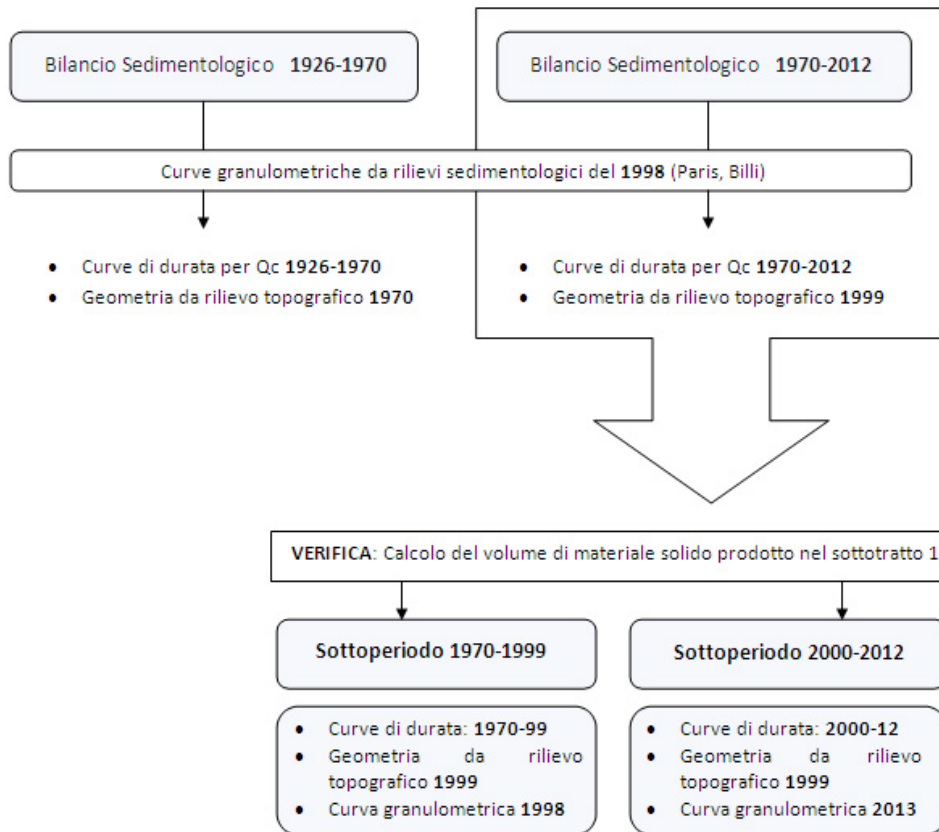 Bilancio Sedimentologico 1926-1970
Bilancio Sedimentologico 1970-2012
Curve granulometriche da rilievi sedimentologici del 1998 (Paris, Billi)
• Curve di durata per Qc 1926-1970
• Geometria da rilievo topografico 1970
• Curve di durata per Qc 1970-2012
• Geometria da rilievo topografico 1999
VERIFICA: Calcolo del volume di materiale solido prodotto nel sottotratto 1
Sottoperiodo 1970-1999
Sottoperiodo 2000-2012
• Curve di durata: 1970-99
• Geometria da rilievo
topografico 1999
• Curva granulometrica 1998
• Curve di durata: 2000-12
• Geometria da rilievo
topografico 1999
• Curva granulometrica 2013